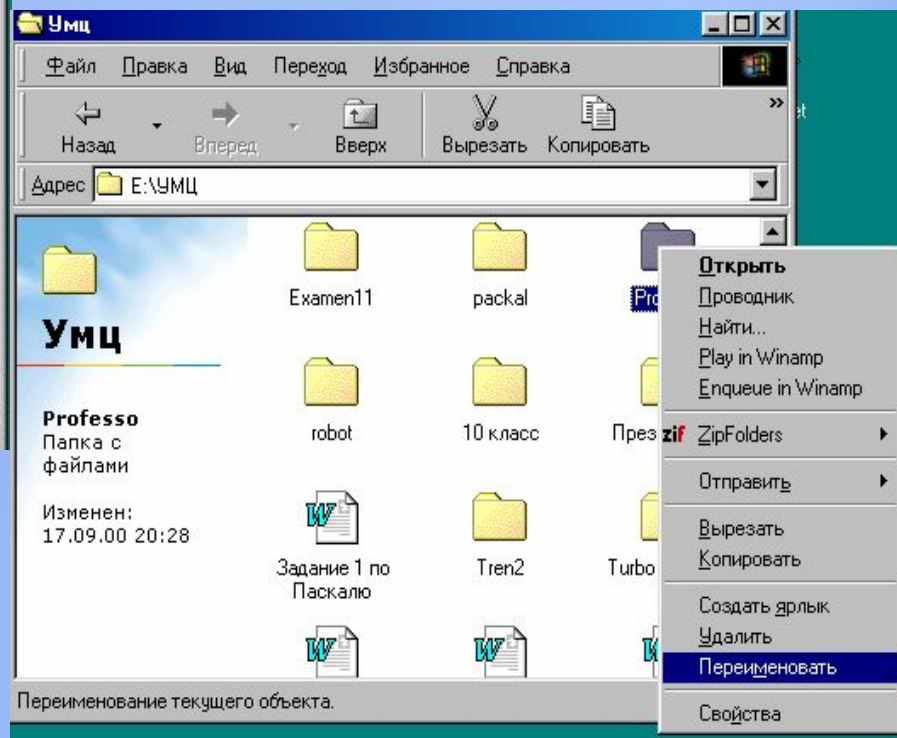 Умц
Файл Правка Вид Переход Избранное Справка
Назад Вперед Вверх Вырезать Копировать »
Адрес E:\УМЦ
Умц
Professo
Папка с
файлами
Изменен:
17.09.00 20:28
Examen11 packal Pro
robot 10 класс През
Задание 1 по
Паскалю
Tren2 Turbo
Открыть
Проводник
Найти...
Play in Winamp
Enqueue in Winamp
zif ZipFolders
Отправить
Вырезать
Копировать
Создать ярлык
Удалить
Переименовать
Свойства
Переименование текущего объекта.